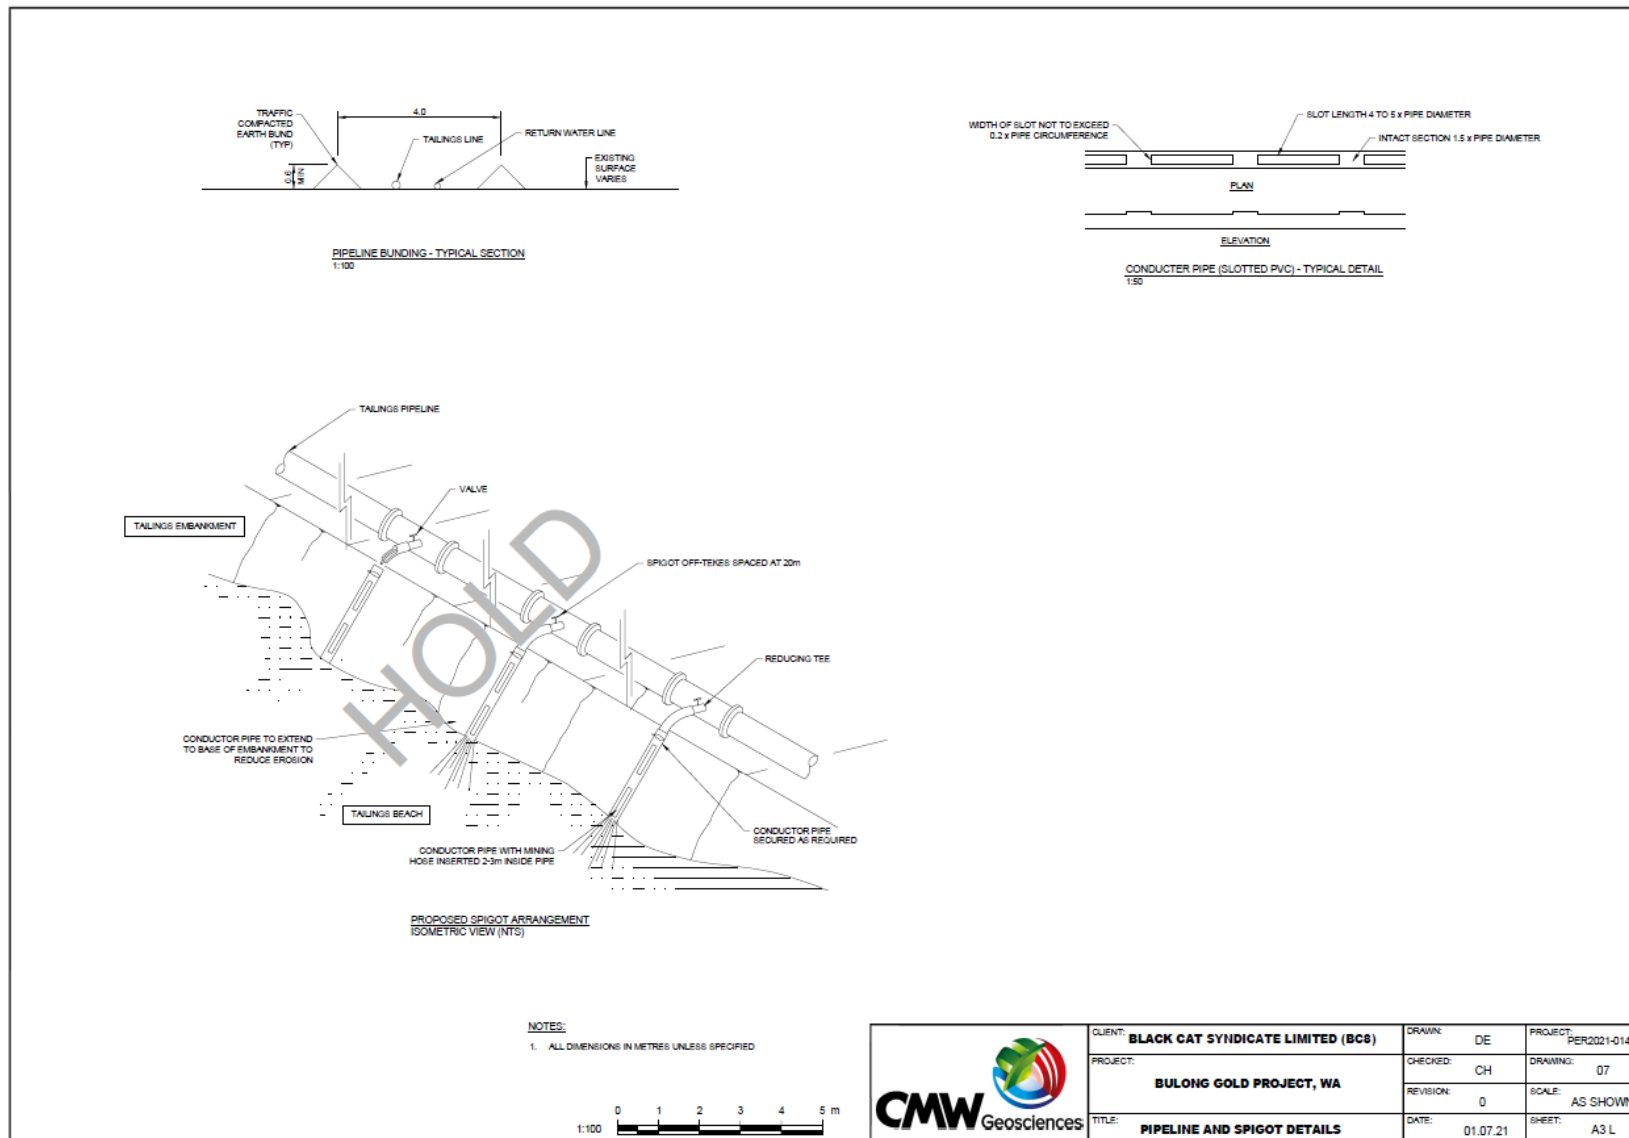 TRAFFIC
COMPACTED
EARTH BUND
(TYP)
4.0
TAILINGS LINE
RETURN WATER LINE
0.6
MIN
EXISTING
SURFACE
VARIES
PIPELINE BUNDING - TYPICAL SECTION
1:100
WIDTH OF SLOT NOT TO EXCEED
0.2 x PIPE CIRCUMFERENCE
SLOT LENGTH 4 TO 5 x PIPE DIAMETER
INTACT SECTION 1.5 x PIPE DIAMETER
PLAN
ELEVATION
CONDUCTER PIPE (SLOTTED PVC) - TYPICAL DETAIL
1:50
TAILINGS PIPELINE
VALVE
TAILINGS EMBANKMENT
SPIGOT OFF-TEKES SPACED AT 20m
REDUCING TEE
HOLD
CONDUCTOR PIPE TO EXTEND
TO BASE OF EMBANKMENT TO
REDUCE EROSION
TAILINGS BEACH
CONDUCTOR PIPE
SECURED AS REQUIRED
CONDUCTOR PIPE WITH MINING
HOSE INSERTED 2-3m INSIDE PIPE
PROPOSED SPIGOT ARRANGEMENT
ISOMETRIC VIEW (NTS)
NOTES:
1. ALL DIMENSIONS IN METRES UNLESS SPECIFIED
0 1 2 3 4 5 m
1:100
CMW Geosciences
CLIENT: BLACK CAT SYNDICATE LIMITED (BC8)
PROJECT:
BULONG GOLD PROJECT, WA
TITLE: PIPELINE AND SPIGOT DETAILS
DRAWN: DE
CHECKED: CH
REVISION: 0
DATE: 01.07.21
PROJECT: PER2021-014
DRAWING: 07
SCALE: AS SHOWN
SHEET: A3 L